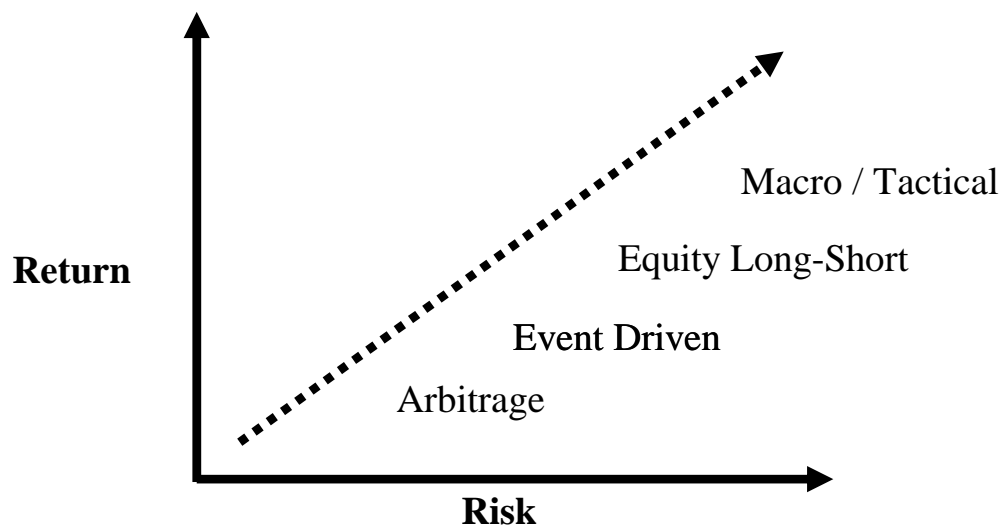 Macro / Tactical
Equity Long-Short
Return
Event Driven
Arbitrage
Risk